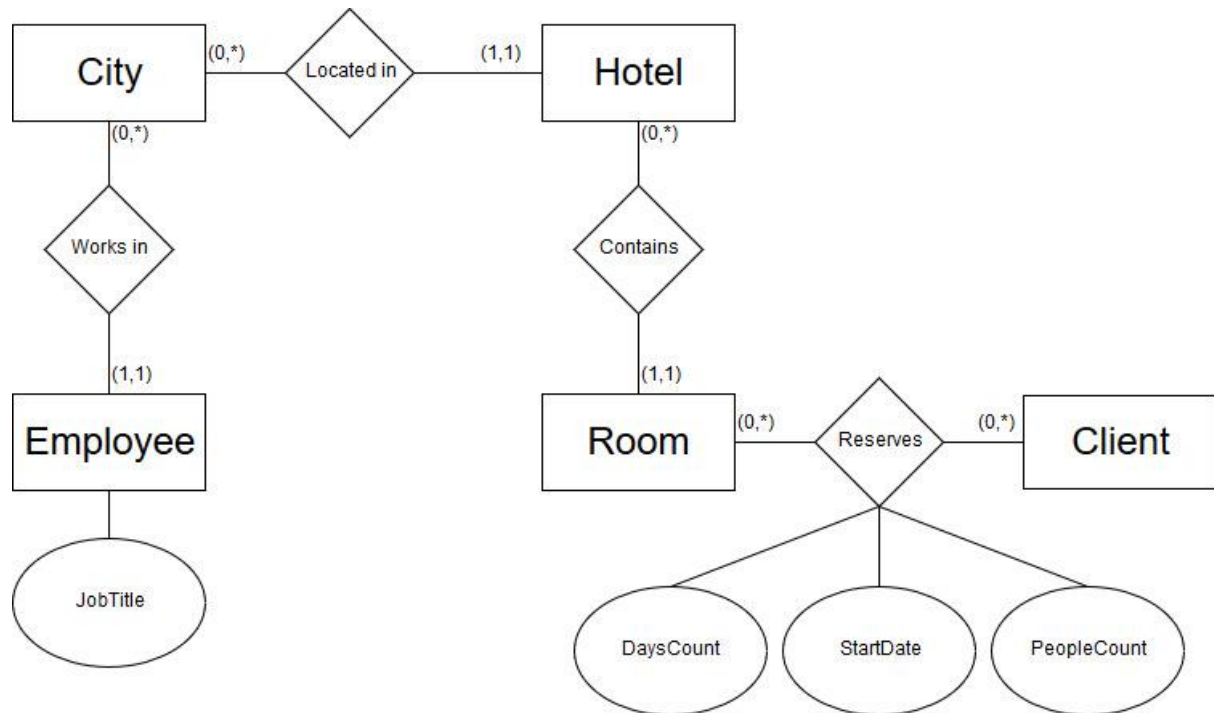 City
(0,*)
Located in
(1,1)
Hotel
(0,*)
(0,*)
Works in
Contains
(1,1)
(1,1)
Employee
Room
(0,*)
Reserves
(0,*)
Client
JobTitle
DaysCount
StartDate
PeopleCount